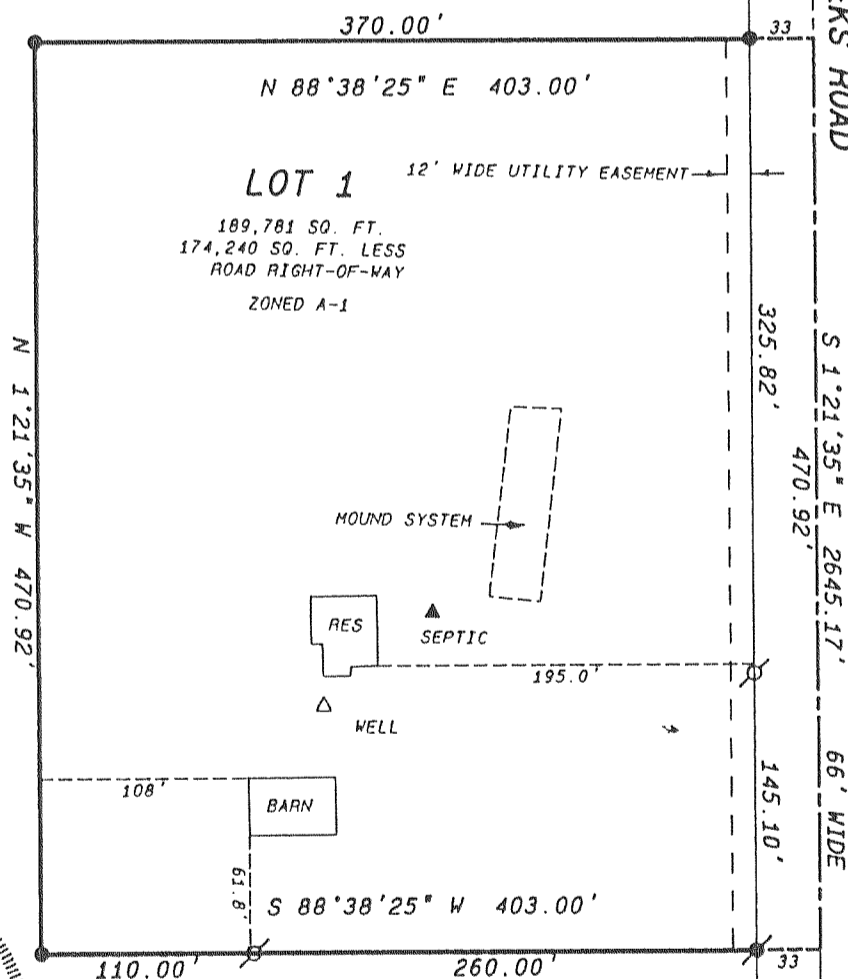 370.00'
33
N 88°38'25" E 403.00'
ROAD
12' WIDE UTILITY EASEMENT
LOT 1
189,781 SQ. FT.
174,240 SQ. FT. LESS
ROAD RIGHT-OF-WAY
ZONED A-1
325.82'
S 1°21'35" E 2645.17'
470.92'
66' WIDE
N 1°21'35" W 470.92'
MOUND SYSTEM
RES
SEPTIC
195.0'
WELL
145.10'
108'
BARN
61.8'
S 88°38'25" W 403.00'
110.00'
260.00'
33